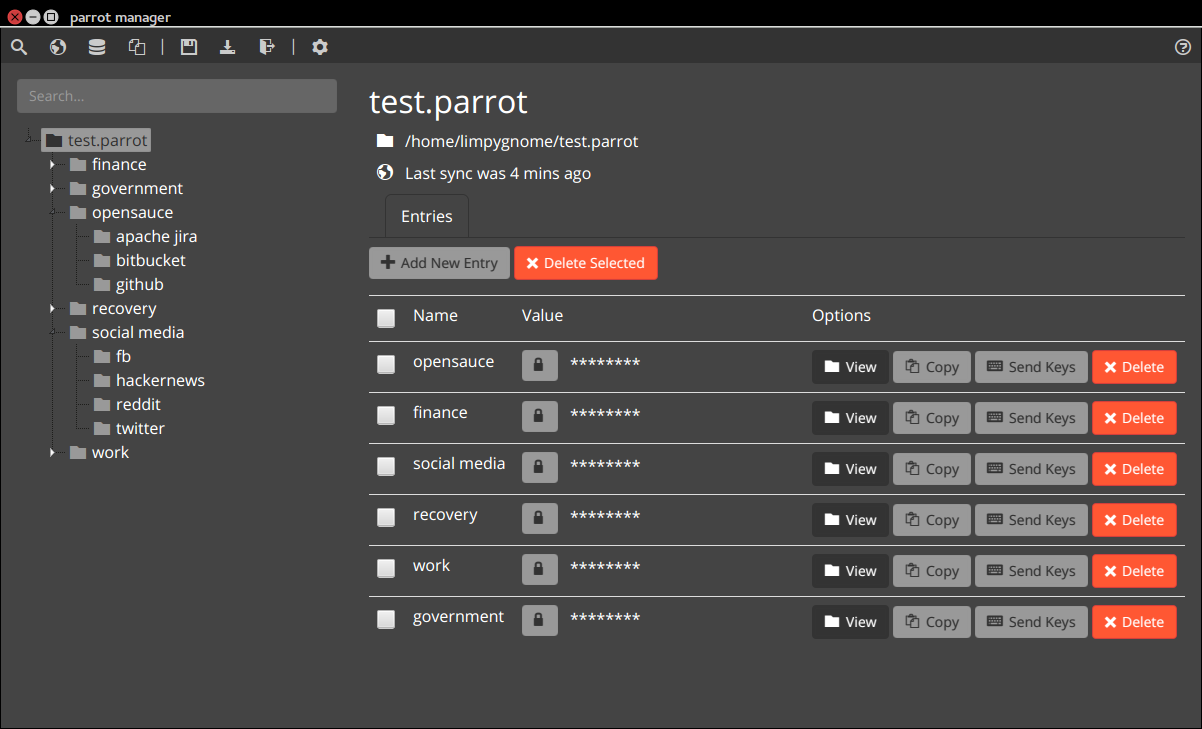 parrot manager
Search...
test.parrot
finance
government
opensauce
apache jira
bitbucket
github
recovery
social media
fb
hackernews
reddit
twitter
work
test.parrot
/home/limpygnome/test.parrot
Last sync was 4 mins ago
Entries
Add New Entry Delete Selected
Name Value Options
opensauce ******** View Copy Send Keys Delete
finance ******** View Copy Send Keys Delete
social media ******** View Copy Send Keys Delete
recovery ******** View Copy Send Keys Delete
work ******** View Copy Send Keys Delete
government ******** View Copy Send Keys Delete